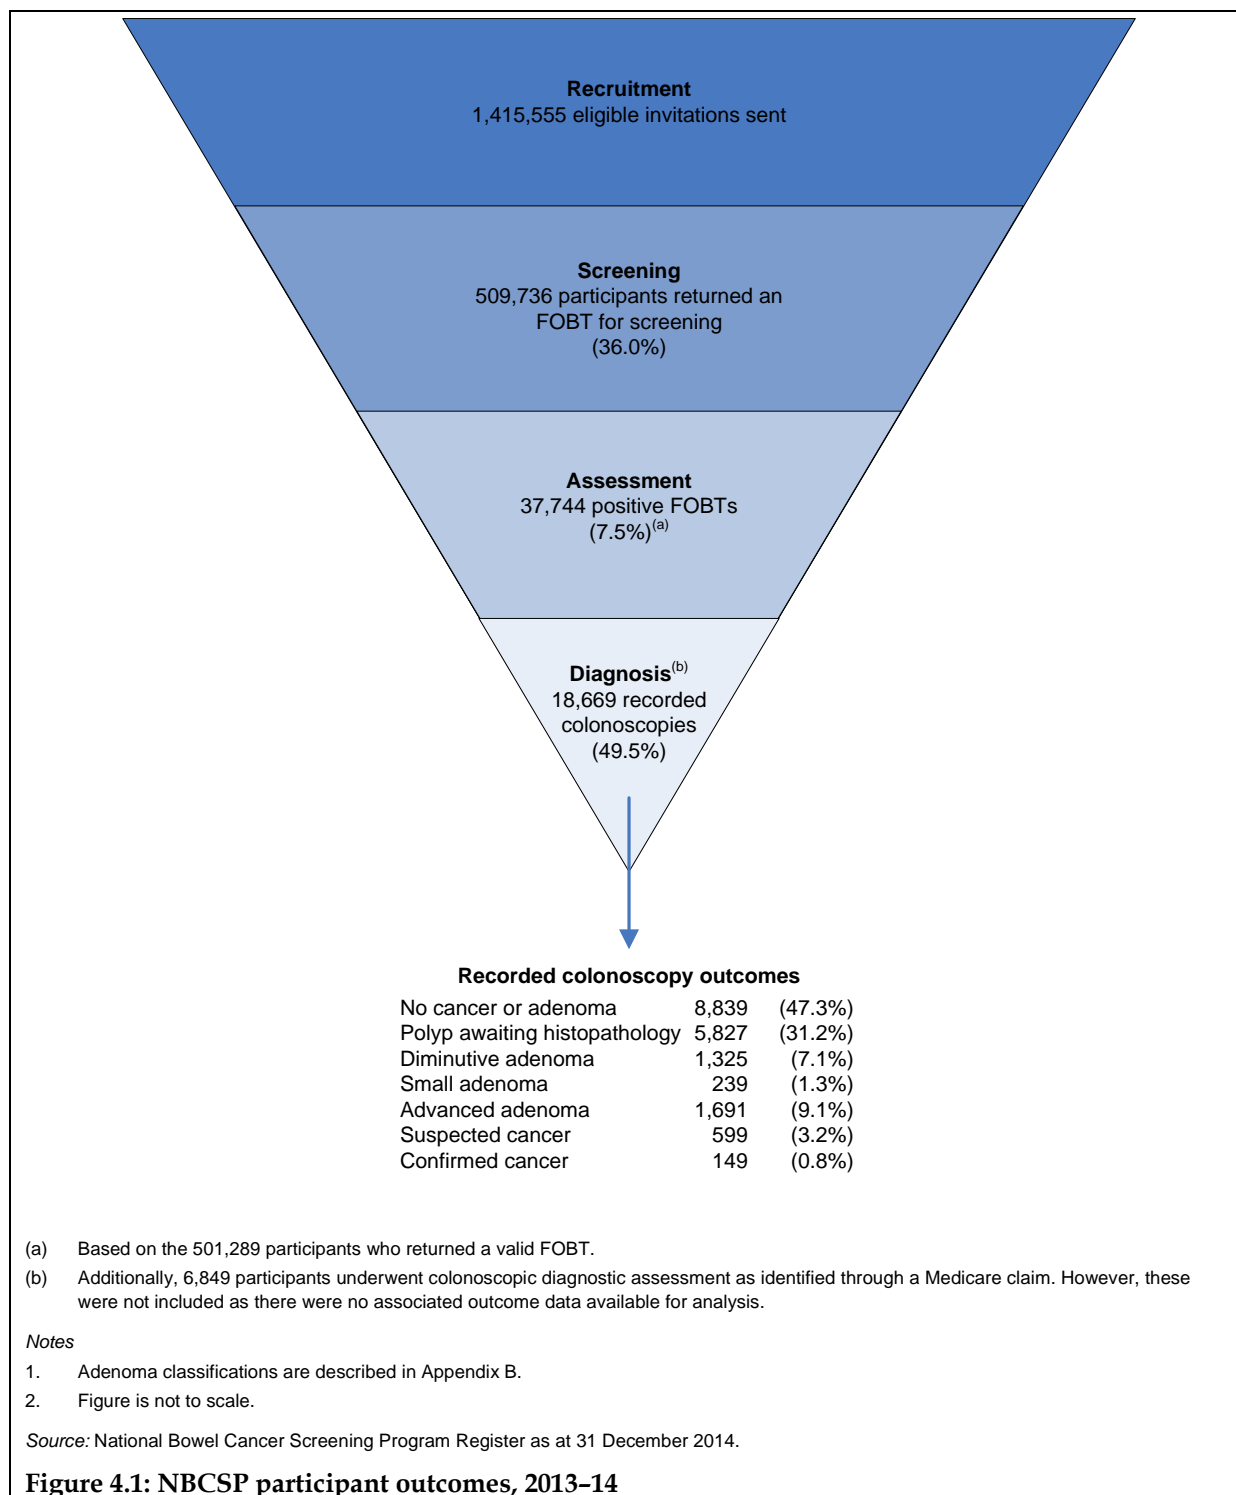 Recruitment
1,415,555 eligible invitations sent
Screening
509,736 participants returned an
FOBT for screening
(36.0%)
Assessment
37,744 positive FOBTs
(7.5%)(a)
Diagnosis(b)
18,669 recorded
colonoscopies
(49.5%)
Recorded colonoscopy outcomes
No cancer or adenoma 8,839 (47.3%)
Polyp awaiting histopathology 5,827 (31.2%)
Diminutive adenoma 1,325 (7.1%)
Small adenoma 239 (1.3%)
Advanced adenoma 1,691 (9.1%)
Suspected cancer 599 (3.2%)
Confirmed cancer 149 (0.8%)
(a) Based on the 501,289 participants who returned a valid FOBT.
(b) Additionally, 6,849 participants underwent colonoscopic diagnostic assessment as identified through a Medicare claim. However, these
were not included as there were no associated outcome data available for analysis.
Notes
1. Adenoma classifications are described in Appendix B.
2. Figure is not to scale.
Source: National Bowel Cancer Screening Program Register as at 31 December 2014.
Figure 4.1: NBCSP participant outcomes, 2013–14